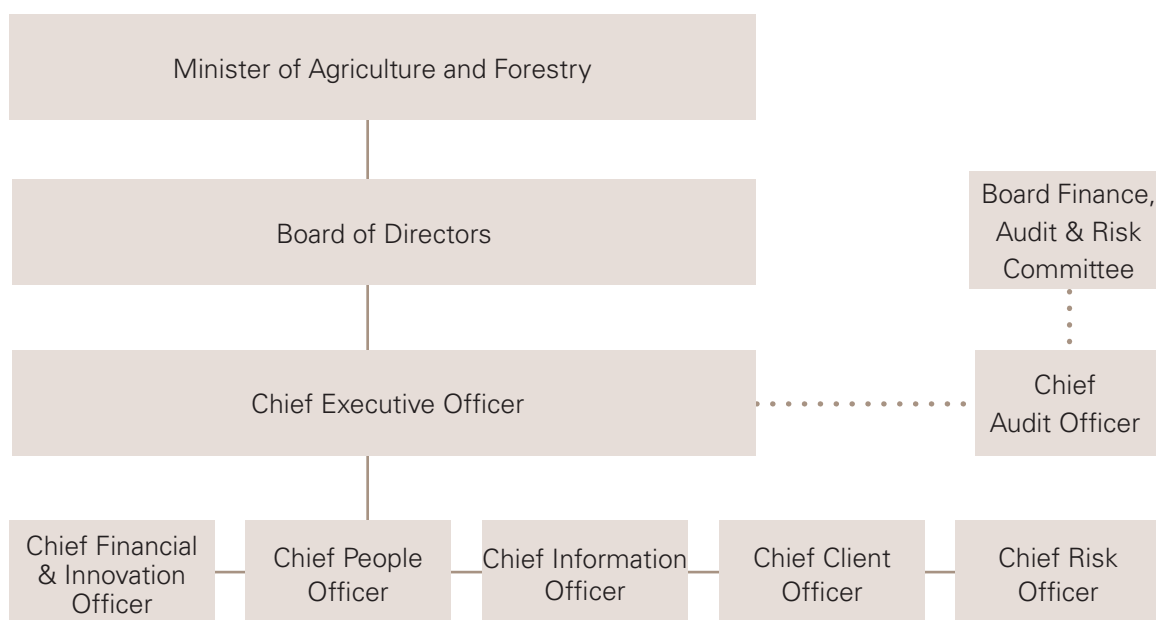 Minister of Agriculture and Forestry
Board of Directors
Board Finance,
Audit & Risk
Committee
Chief Executive Officer
Chief
Audit Officer
Chief Financial
& Innovation
Officer
Chief People
Officer
Chief Information
Officer
Chief Client
Officer
Chief Risk
Officer